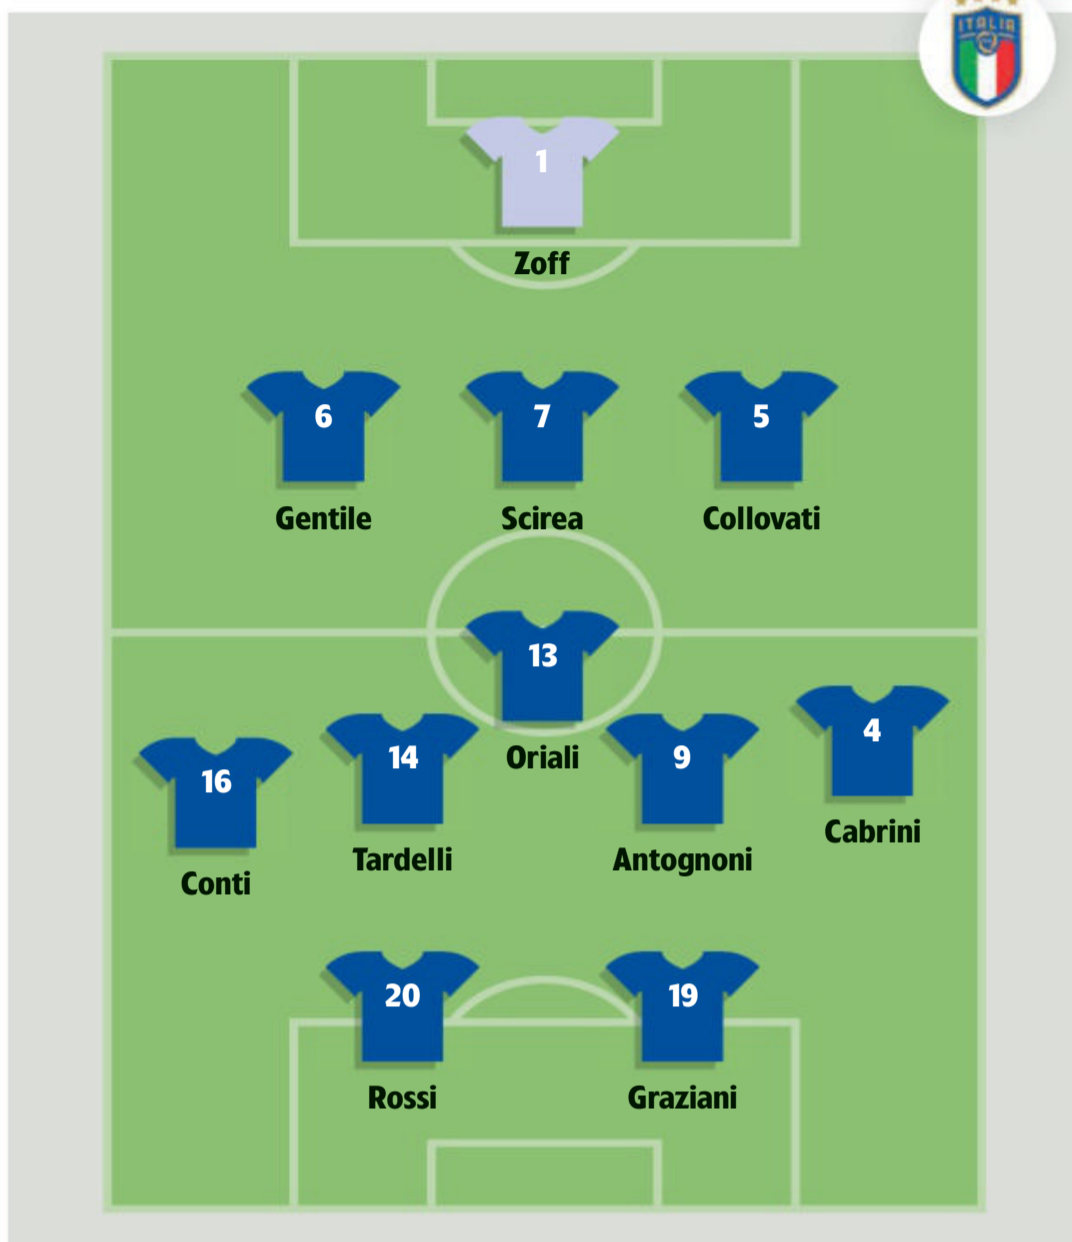 ITALIA
1
Zoff
6
7
5
Gentile
Scirea
Collovati
13
Oriali
4
Cabrini
14
9
Tardelli
Antognoni
16
Conti
20
19
Rossi
Graziani